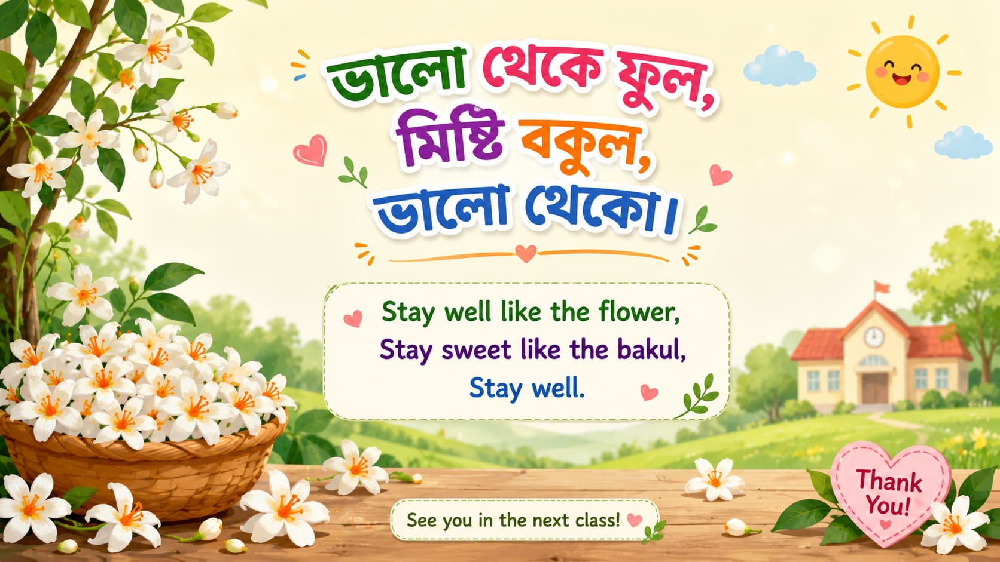 ভালো থেকে ফুল,
মিষ্টি বকুল,
ভালো থেকো।
Stay well like the flower,
Stay sweet like the bakul,
Stay well.
See you in the next class!
Thank
You!